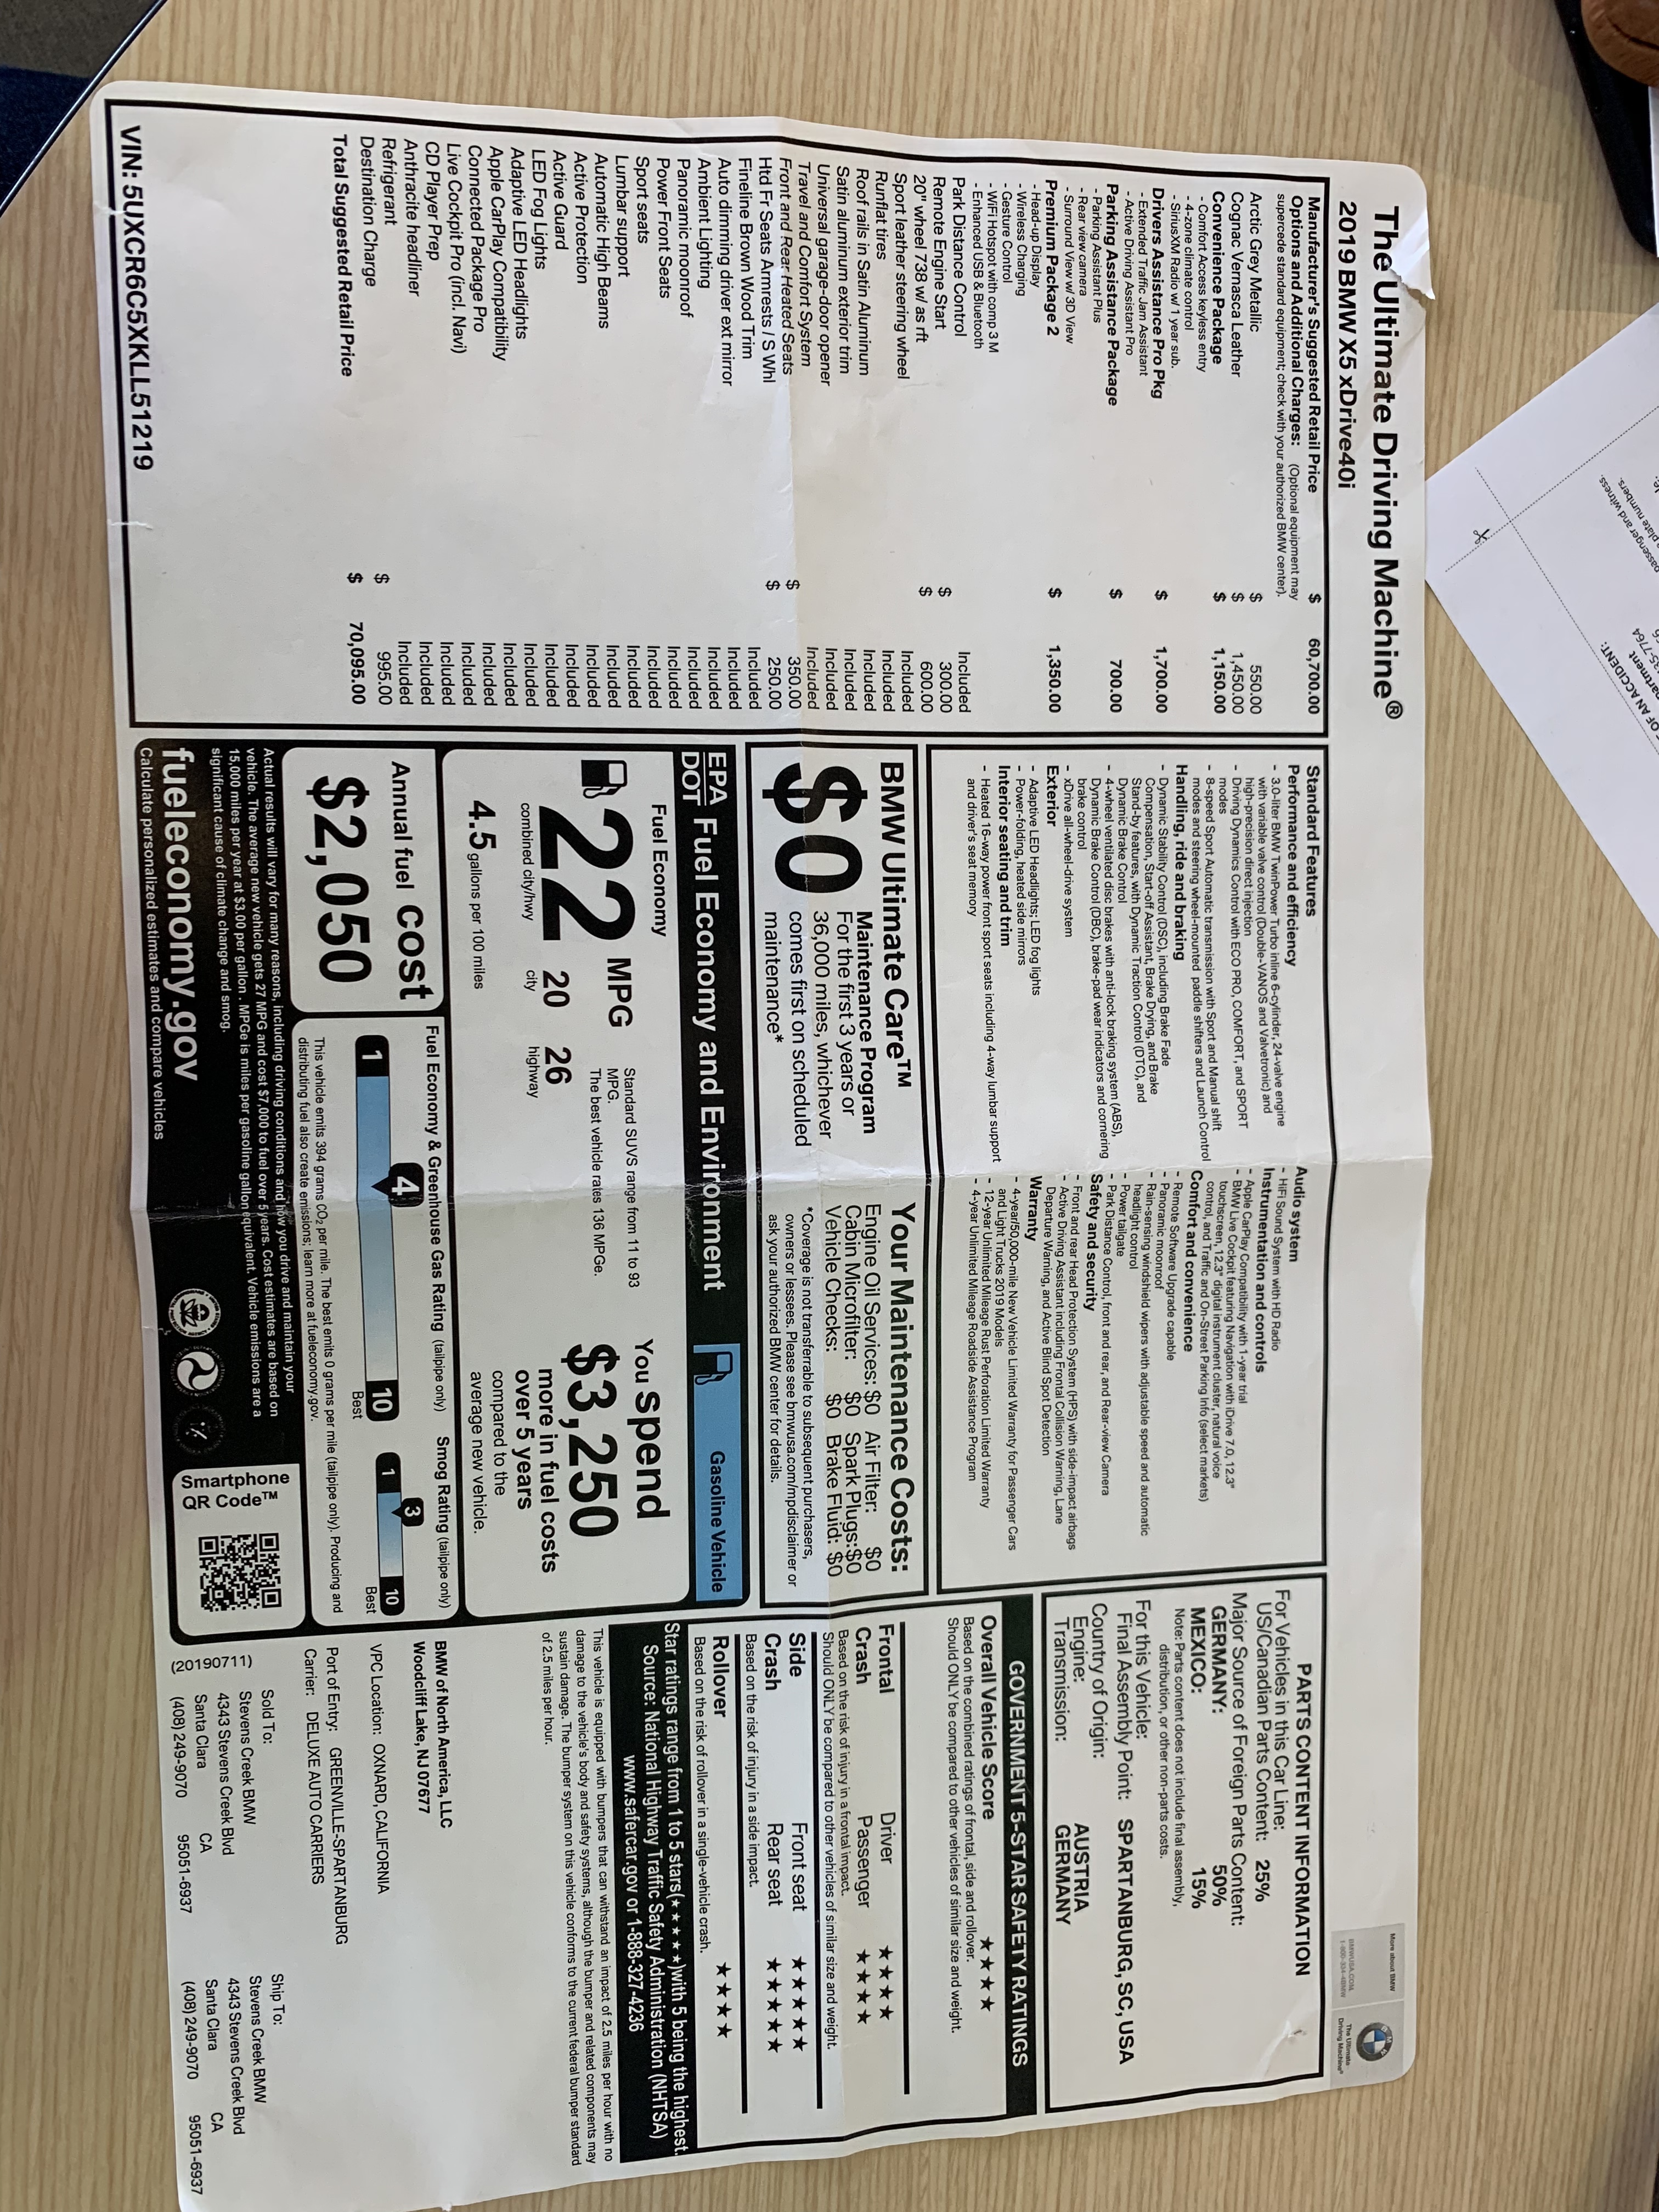 The Ultimate Driving Machine®
2019 BMW X5 xDrive40i
Manufacturer's Suggested Retail Price $ 60,700.00
Options and Additional Charges: (Optional equipment may
supercede standard equipment; check with your authorized BMW center).
Arctic Grey Metallic $ 550.00
Cognac Vernasca Leather $ 1,450.00
Convenience Package $ 1,150.00
- Comfort Access keyless entry
- 4-zone climate control
- SiriusXM Radio w/ 1 year sub.
Drivers Assistance Pro Pkg $ 1,700.00
- Extended Traffic Jam Assistant
- Active Driving Assistant Pro
Parking Assistance Package $ 700.00
- Parking Assistant Plus
- Rear view camera
- Surround View w/ 3D View
Premium Package 2 $ 1,350.00
- Head-up Display
- Wireless Charging
- Gesture Control
- WiFi Hotspot with comp 3 M
- Enhanced USB & Bluetooth
Park Distance Control Included
Remote Engine Start $ 300.00
20" wheel 738 w/ as rft $ 600.00
Sport leather steering wheel Included
Runflat tires Included
Roof rails in Satin Aluminum Included
Satin aluminum exterior trim Included
Universal garage-door opener Included
Travel and Comfort System Included
Front and Rear Heated Seats $ 350.00
Htd Fr Seats Armrests / S Whl $ 250.00
Fineline Brown Wood Trim Included
Auto dimming driver ext mirror Included
Ambient Lighting Included
Panoramic moonroof Included
Power Front Seats Included
Sport seats Included
Lumbar support Included
Automatic High Beams Included
Active Protection Included
Active Guard Included
LED Fog Lights Included
Adaptive LED Headlights Included
Apple CarPlay Compatibility Included
Connected Package Pro Included
Live Cockpit Pro (incl. Navi) Included
CD Player Prep Included
Anthracite headliner Included
Refrigerant Included
Destination Charge $ 995.00
Total Suggested Retail Price $ 70,095.00
VIN: 5UXCR6C5XKLL51219
Standard Features
Performance and efficiency
- 3.0-liter BMW TwinPower Turbo inline 6-cylinder, 24-valve engine
with variable valve control (Double-VANOS and Valvetronic) and
high-precision direct injection
- Driving Dynamics Control with ECO PRO, COMFORT, and SPORT
modes
- 8-speed Sport Automatic transmission with Sport and Manual shift
modes and steering wheel-mounted paddle shifters and Launch Control
Handling, ride and braking
- Dynamic Stability Control (DSC), including Brake Fade
Compensation, Start-off Assistant, Brake Drying, and Brake
Stand-by features, with Dynamic Traction Control (DTC), and
Dynamic Brake Control
- 4-wheel ventilated disc brakes with anti-lock braking system (ABS),
Dynamic Brake Control (DBC), brake-pad wear indicators and cornering
brake control
- xDrive all-wheel-drive system
Exterior
- Adaptive LED Headlights; LED fog lights
- Power-folding, heated side mirrors
Interior seating and trim
- Heated 16-way power front sport seats including 4-way lumbar support
and driver's seat memory
Audio system
- HiFi Sound System with HD Radio
Instrumentation and controls
- Apple CarPlay Compatibility with 1-year trial
- BMW Live Cockpit featuring Navigation with iDrive 7.0, 12.3"
touchscreen, 12.3" digital instrument cluster, natural voice
control, and Traffic and On-Street Parking Info (select markets)
Comfort and convenience
- Remote Software Upgrade capable
- Panoramic moonroof
- Rain-sensing windshield wipers with adjustable speed and automatic
headlight control
- Power tailgate
- Park Distance Control, front and rear, and Rear-view Camera
Safety and security
- Front and rear Head Protection System (HPS) with side-impact airbags
- Active Driving Assistant including Frontal Collision Warning, Lane
Departure Warning, and Active Blind Spot Detection
Warranty
- 4-year/50,000-mile New Vehicle Limited Warranty for Passenger Cars
and Light Trucks 2019 Models
- 12-year Unlimited Mileage Rust Perforation Limited Warranty
- 4-year Unlimited Mileage Roadside Assistance Program
BMW Ultimate Care™
$0
Maintenance Program
For the first 3 years or
36,000 miles, whichever
comes first on scheduled
maintenance*
Your Maintenance Costs:
Engine Oil Services: $0 Air Filter: $0
Cabin Microfilter: $0 Spark Plugs:$0
Vehicle Checks: $0 Brake Fluid: $0
*Coverage is not transferrable to subsequent purchasers,
owners or lessees. Please see bmwusa.com/mpdisclaimer or
ask your authorized BMW center for details.
EPA
DOT
Fuel Economy and Environment
Gasoline Vehicle
Fuel Economy
22 MPG
combined city/hwy
20
city
26
highway
4.5 gallons per 100 miles
Standard SUVS range from 11 to 93
MPG.
The best vehicle rates 136 MPGe.
You Spend
$3,250
more in fuel costs
over 5 years
compared to the
average new vehicle.
Annual fuel cost
$2,050
Fuel Economy & Greenhouse Gas Rating (tailpipe only)
1 4 10
Best
Smog Rating (tailpipe only)
1 3 10
Best
This vehicle emits 394 grams CO2 per mile. The best emits 0 grams per mile (tailpipe only). Producing and
distributing fuel also create emissions; learn more at fueleconomy.gov.
Actual results will vary for many reasons, including driving conditions and how you drive and maintain your
vehicle. The average new vehicle gets 27 MPG and cost $7,000 to fuel over 5 years. Cost estimates are based on
15,000 miles per year at $3.00 per gallon. MPGe is miles per gasoline gallon equivalent. Vehicle emissions are a
significant cause of climate change and smog.
fueleconomy.gov
Calculate personalized estimates and compare vehicles
Smartphone
QR Code™
More about BMW
BMWUSA.COM
1-800-334-4BMW
BMW
The Ultimate
Driving Machine®
PARTS CONTENT INFORMATION
For Vehicles in this Car Line:
US/Canadian Parts Content: 25%
Major Source of Foreign Parts Content:
GERMANY: 50%
MEXICO: 15%
Note: Parts content does not include final assembly,
distribution, or other non-parts costs.
For this Vehicle:
Final Assembly Point: SPARTANBURG, SC, USA
Country of Origin:
Engine: AUSTRIA
Transmission: GERMANY
GOVERNMENT 5-STAR SAFETY RATINGS
Overall Vehicle Score ★★★★
Based on the combined ratings of frontal, side and rollover.
Should ONLY be compared to other vehicles of similar size and weight.
Frontal Driver ★★★★
Crash Passenger ★★★★
Based on the risk of injury in a frontal impact.
Should ONLY be compared to other vehicles of similar size and weight.
Side Front seat ★★★★★
Crash Rear seat ★★★★★
Based on the risk of injury in a side impact.
Rollover ★★★★
Based on the risk of rollover in a single-vehicle crash.
Star ratings range from 1 to 5 stars(★★★★★)with 5 being the highest.
Source: National Highway Traffic Safety Administration (NHTSA)
www.safercar.gov or 1-888-327-4236
This vehicle is equipped with bumpers that can withstand an impact of 2.5 miles per hour with no
damage to the vehicle's body and safety systems, although the bumper and related components may
sustain damage. The bumper system on this vehicle conforms to the current federal bumper standard
of 2.5 miles per hour.
BMW of North America, LLC
Woodcliff Lake, NJ 07677
VPC Location: OXNARD, CALIFORNIA
Port of Entry: GREENVILLE-SPARTANBURG
Carrier: DELUXE AUTO CARRIERS
(20190711)
Sold To:
Stevens Creek BMW
4343 Stevens Creek Blvd
Santa Clara CA
(408) 249-9070 95051-6937
Ship To:
Stevens Creek BMW
4343 Stevens Creek Blvd
Santa Clara CA
(408) 249-9070 95051-6937
OF AN ACCIDENT:
passenger and witness.
plate numbers.